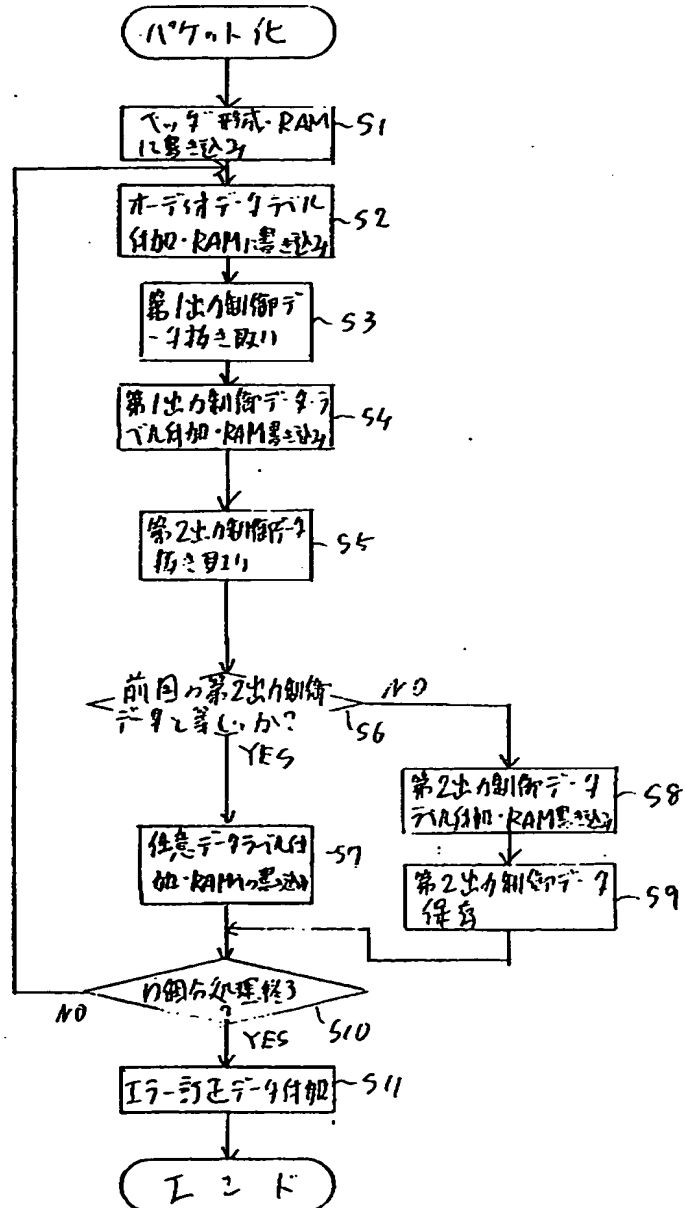 パケット化
ヘッダ形成・RAM
に書き込み
S1
オーディオデータラベル
付加・RAMに書き込み
S2
第1出力制御デ
ータ抜き取り
S3
第1出力制御データ・ラ
ベル付加・RAM書き込み
S4
第2出力制御データ
抜き取り
S5
前回の第2出力制御
データと等しいか?
S6
NO
YES
任意データラベル付
加・RAMへ書込み
S7
第2出力制御データ
ラベル付加・RAM書き込み
S8
第2出力制御データ
保存
S9
n個分処理終了
?
S10
NO
YES
エラー訂正データ付加
S11
エンド